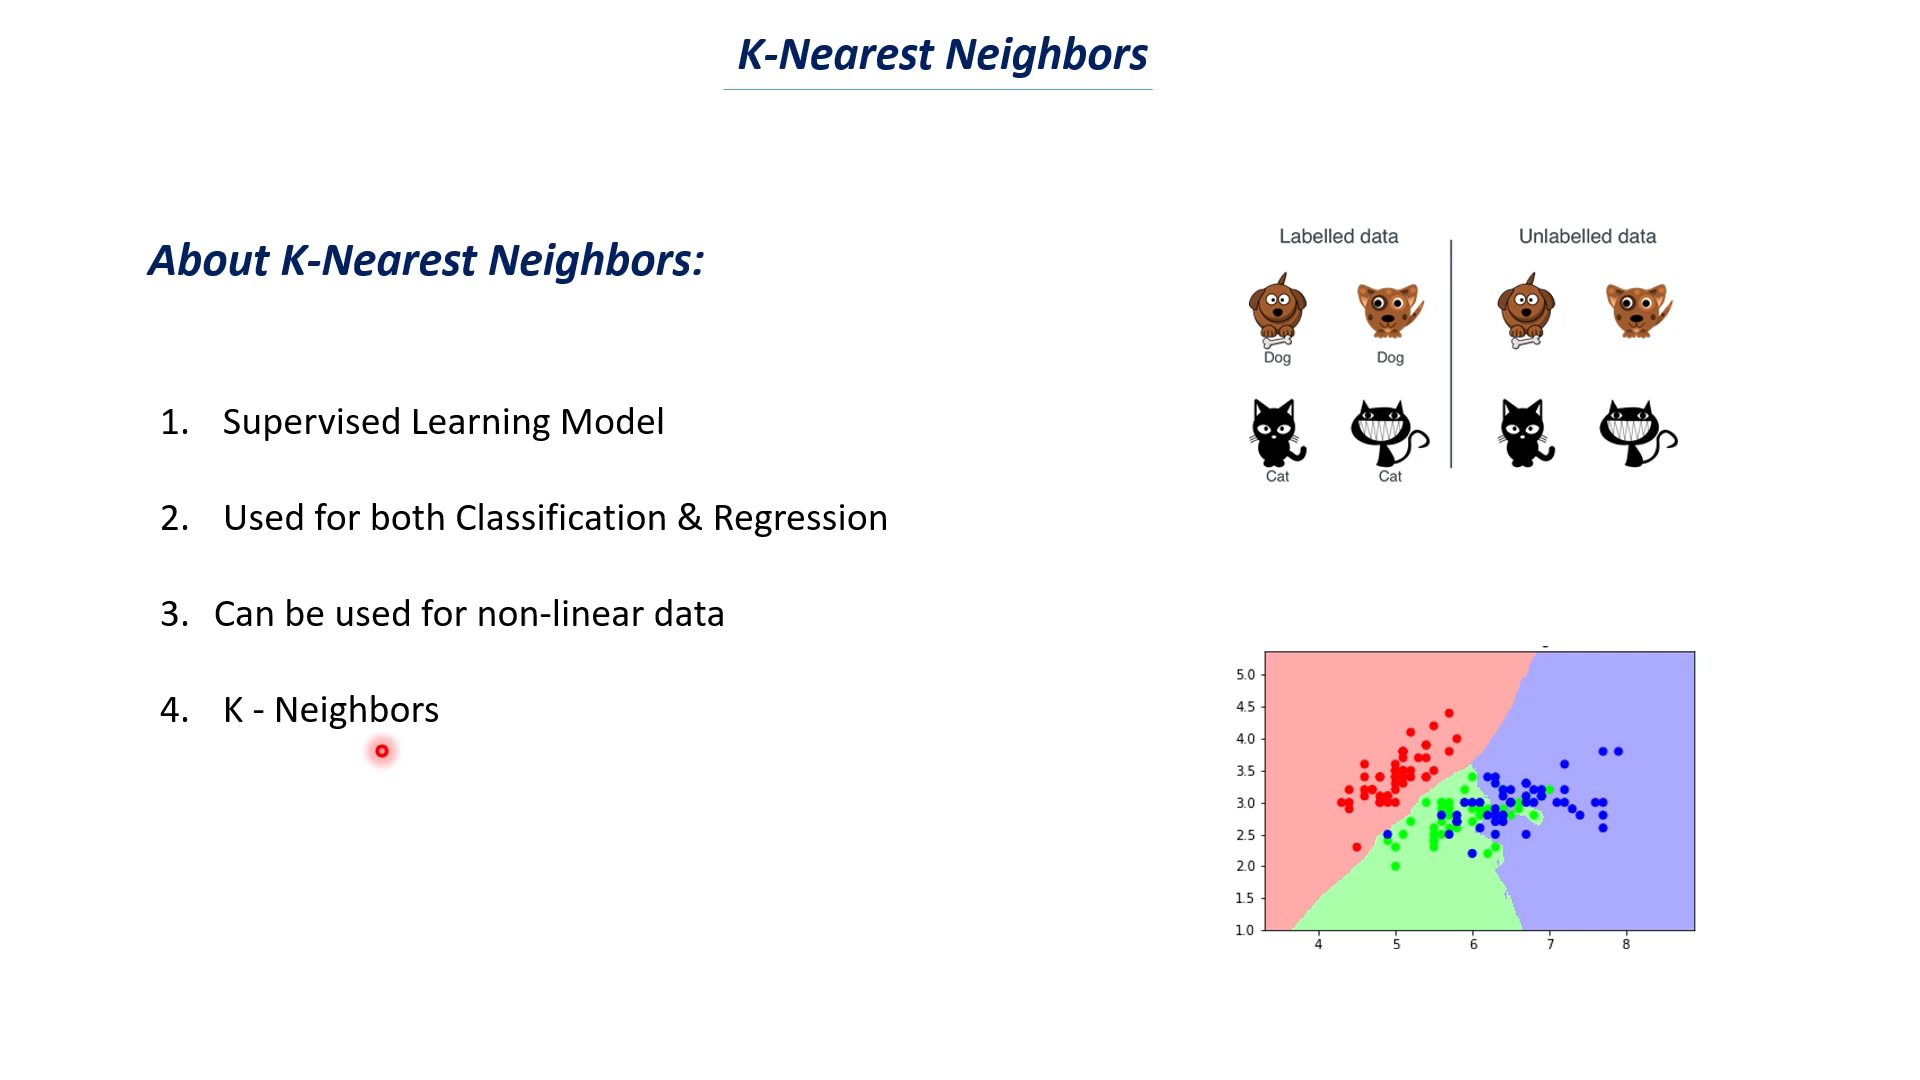 K-Nearest Neighbors
About K-Nearest Neighbors:
1. Supervised Learning Model
2. Used for both Classification & Regression
3. Can be used for non-linear data
4. K - Neighbors
Labelled data
Unlabelled data
Dog Dog
Cat Cat
5.0
4.5
4.0
3.5
3.0
2.5
2.0
1.5
1.0
4 5 6 7 8